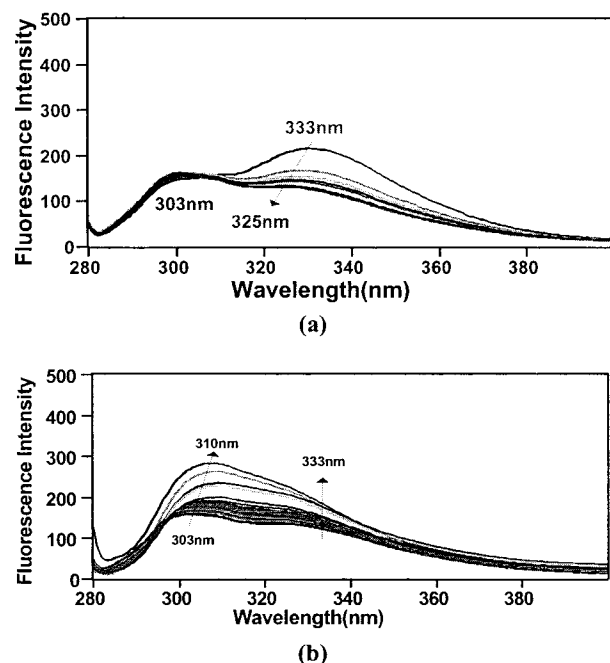 500
400
300
200
100
0
Fluorescence Intensity
333nm
303nm
325nm
280 300 320 340 360 380
Wavelength(nm)
(a)
500
400
300
200
100
0
Fluorescence Intensity
310nm
333nm
303nm
280 300 320 340 360 380
Wavelength(nm)
(b)